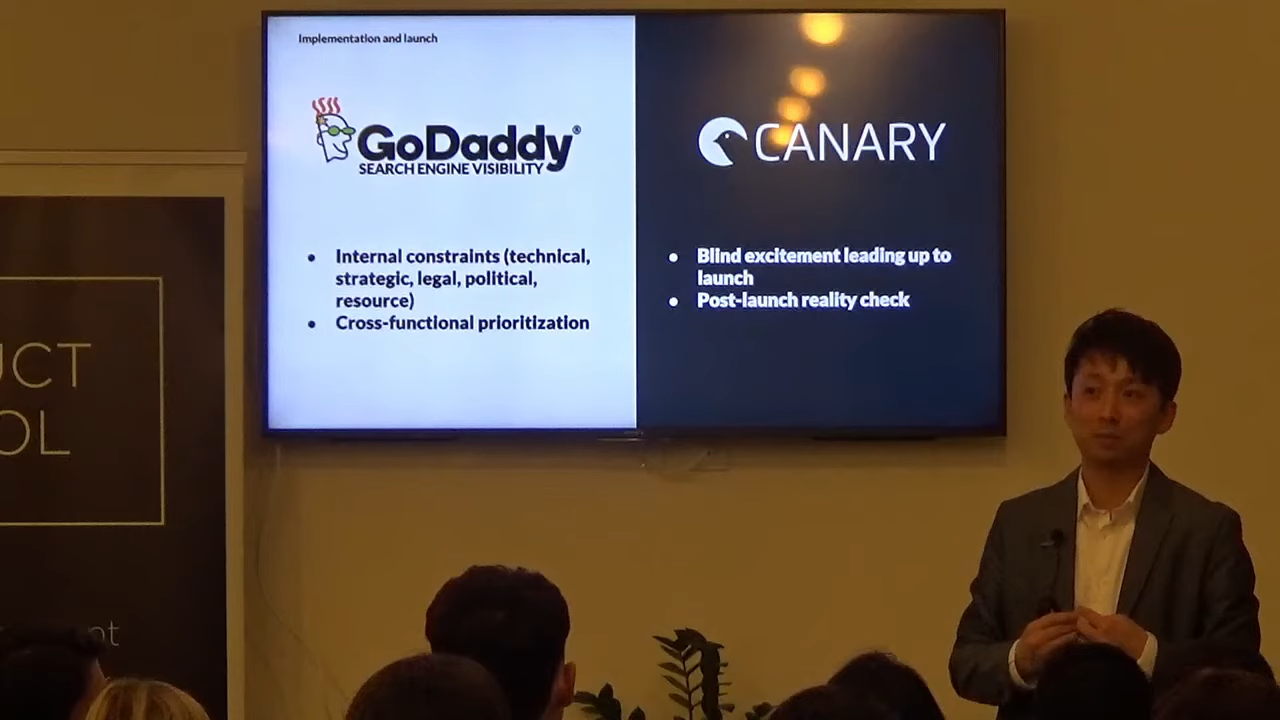 Implementation and launch
GoDaddy®
SEARCH ENGINE VISIBILITY
• Internal constraints (technical,
strategic, legal, political,
resource)
• Cross-functional prioritization
CANARY
• Blind excitement leading up to
launch
• Post-launch reality check
UCT
OL
nt